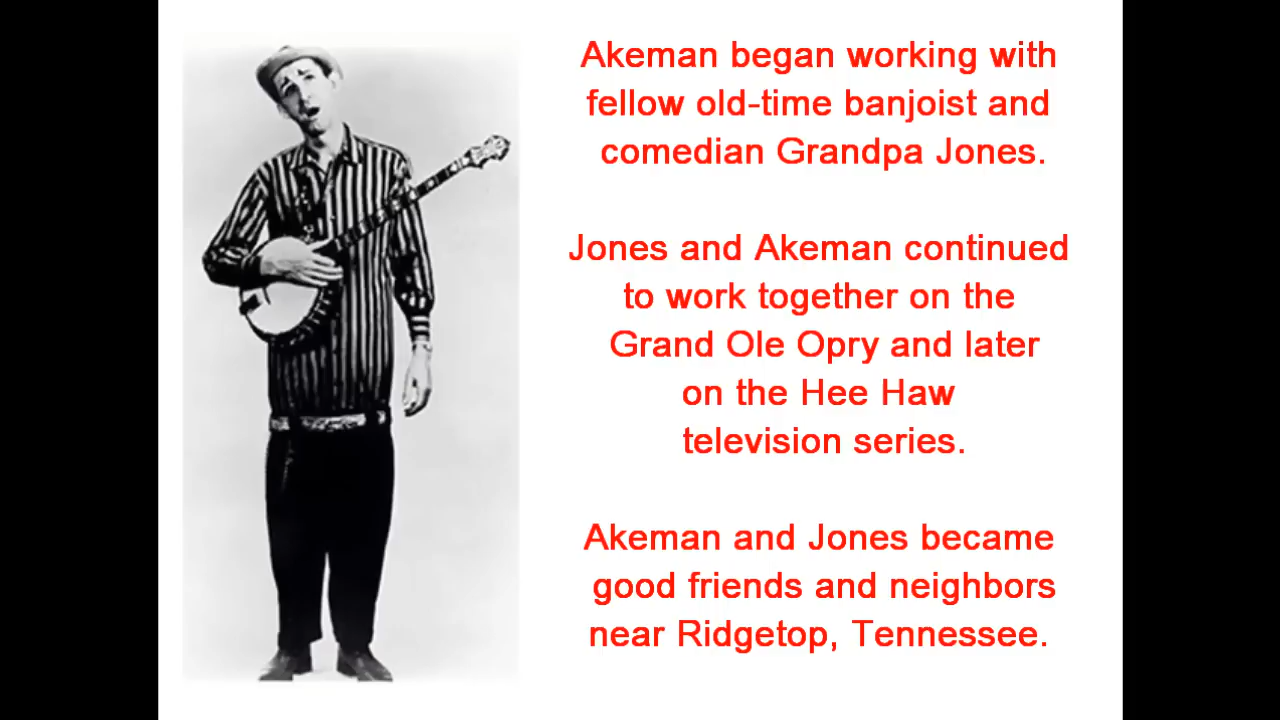 Akeman began working with
fellow old-time banjoist and
comedian Grandpa Jones.
Jones and Akeman continued
to work together on the
Grand Ole Opry and later
on the Hee Haw
television series.
Akeman and Jones became
good friends and neighbors
near Ridgetop, Tennessee.